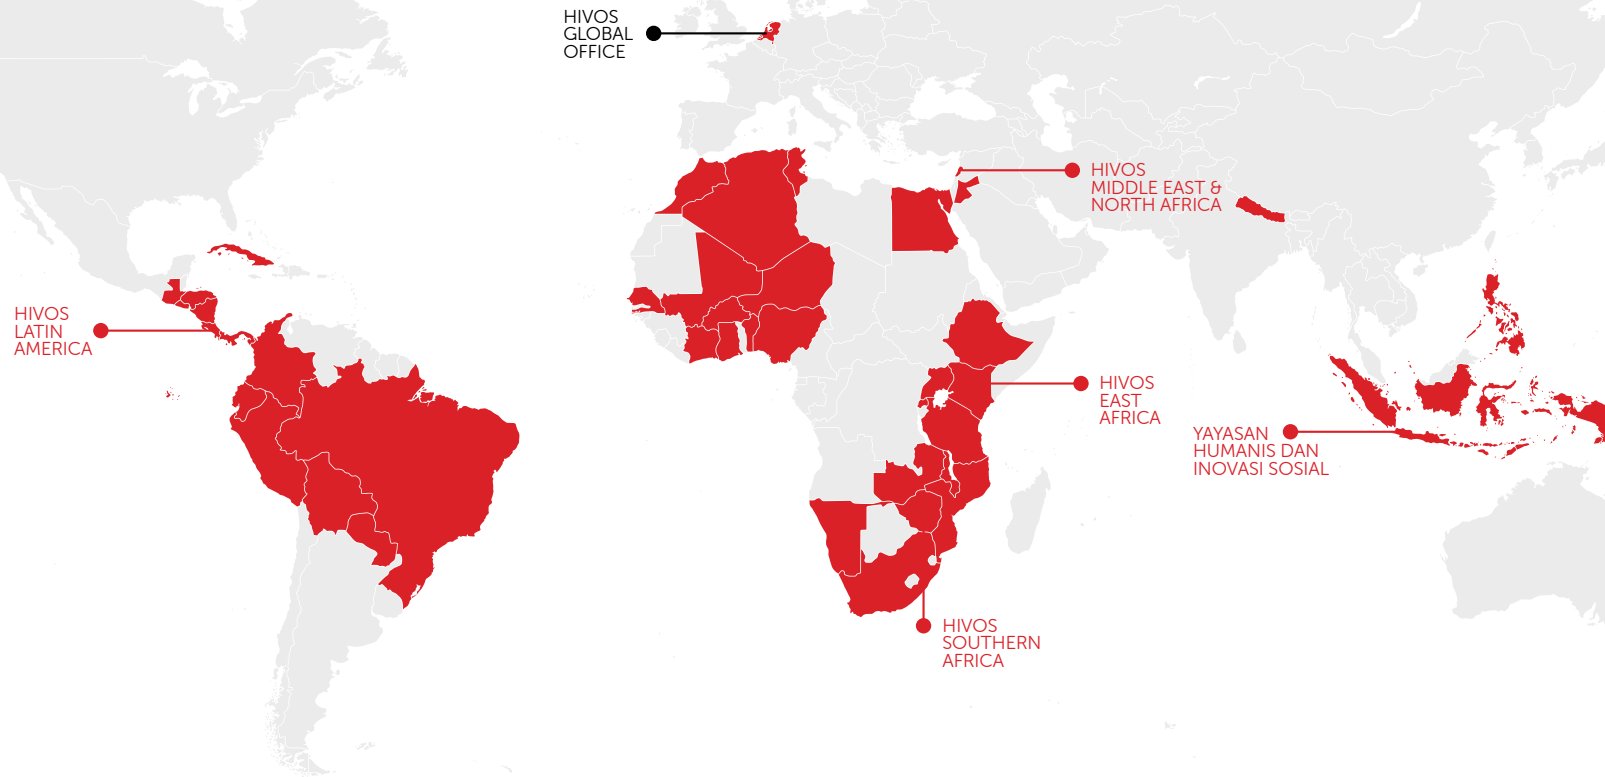 HIVOS
GLOBAL
OFFICE
HIVOS
MIDDLE EAST &
NORTH AFRICA
HIVOS
LATIN
AMERICA
HIVOS
EAST
AFRICA
YAYASAN
HUMANIS DAN
INOVASI SOSIAL
HIVOS
SOUTHERN
AFRICA